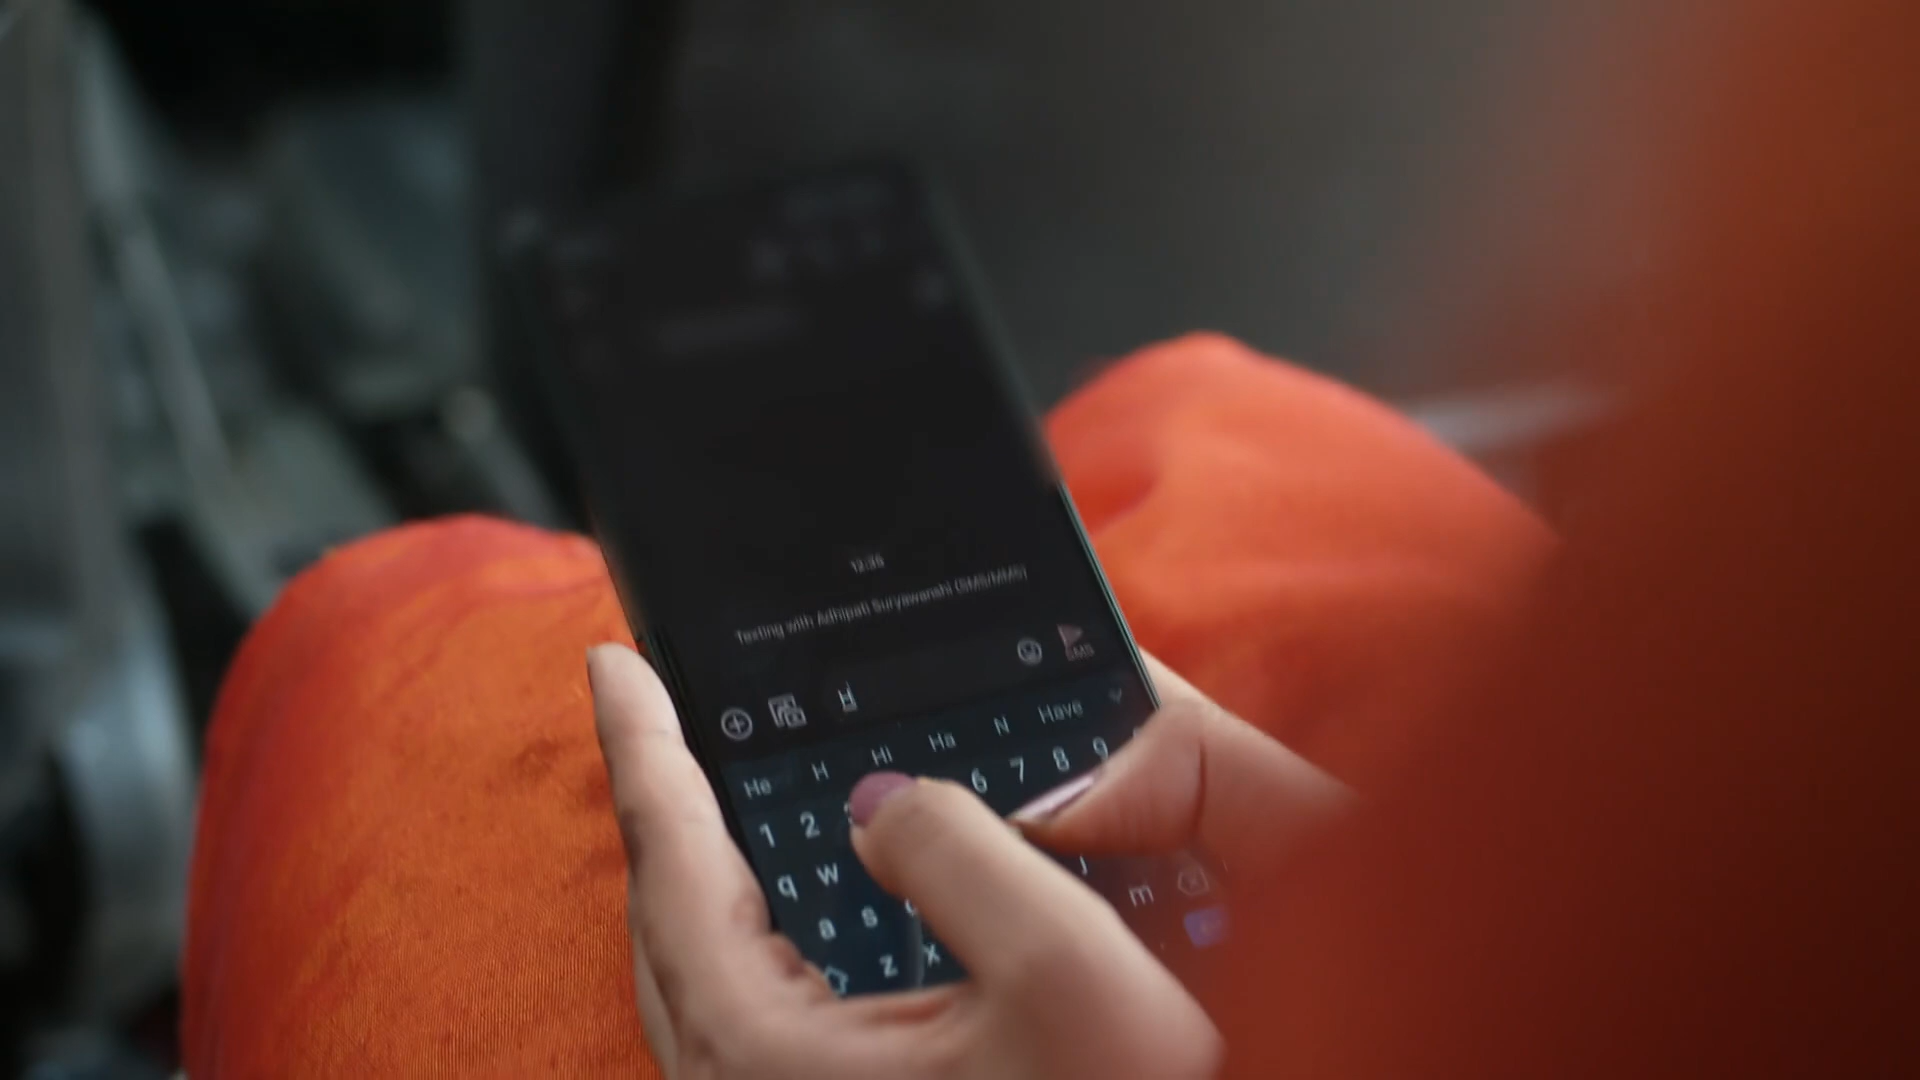 12:35
Texting with Adhipati Suryawanshi (SMS/MMS)
SMS
H
He H Hi Ha N Have
1 2 6 7 8 9
q w
a s j
z x m